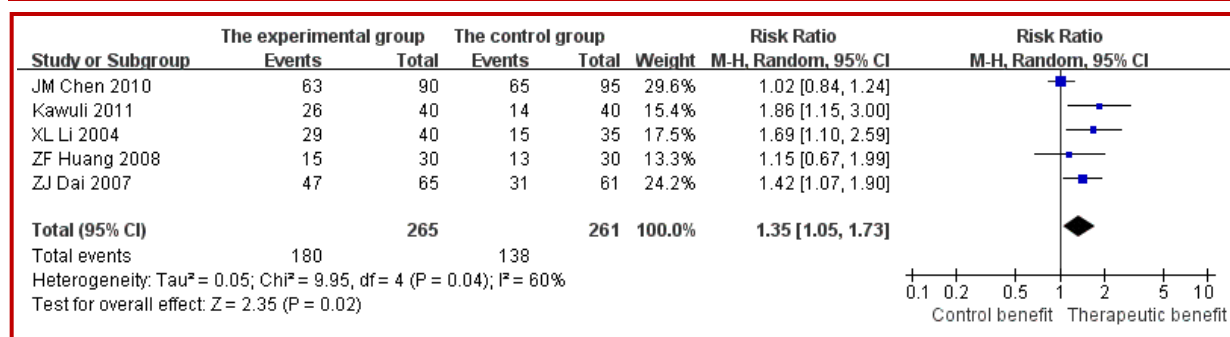 The experimental group The control group Risk Ratio Risk Ratio
Study or Subgroup Events Total Events Total Weight M-H, Random, 95% CI M-H, Random, 95% CI
JM Chen 2010 63 90 65 95 29.6% 1.02 [0.84, 1.24]
Kawuli 2011 26 40 14 40 15.4% 1.86 [1.15, 3.00]
XL Li 2004 29 40 15 35 17.5% 1.69 [1.10, 2.59]
ZF Huang 2008 15 30 13 30 13.3% 1.15 [0.67, 1.99]
ZJ Dai 2007 47 65 31 61 24.2% 1.42 [1.07, 1.90]
Total (95% CI) 265 261 100.0% 1.35 [1.05, 1.73]
Total events 180 138
Heterogeneity: Tau² = 0.05; Chi² = 9.95, df = 4 (P = 0.04); I² = 60%
Test for overall effect: Z = 2.35 (P = 0.02)
0.1 0.2 0.5 1 2 5 10
Control benefit Therapeutic benefit